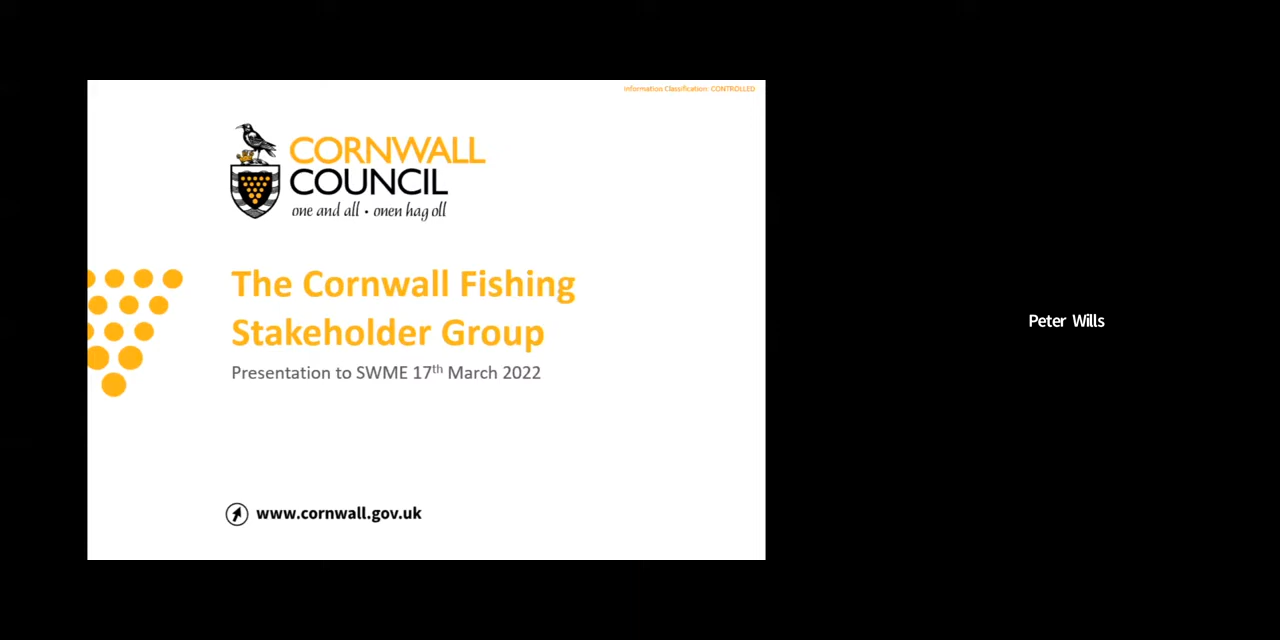 Information Classification: CONTROLLED
CORNWALL
COUNCIL
one and all • onen hag oll
The Cornwall Fishing
Stakeholder Group
Presentation to SWME 17th March 2022
www.cornwall.gov.uk
Peter Wills